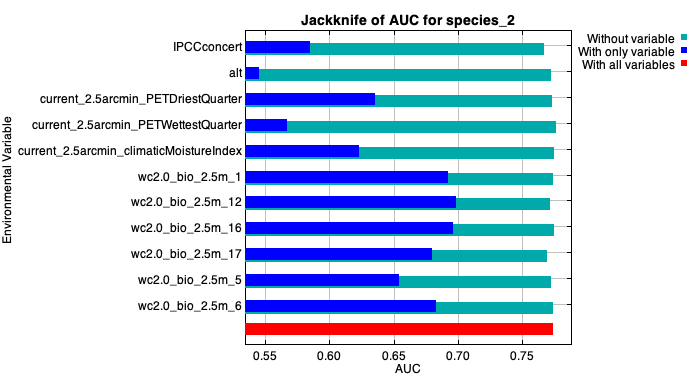 Jackknife of AUC for species_2
Environmental Variable
IPCCconcert
alt
current_2.5arcmin_PETDriestQuarter
current_2.5arcmin_PETWettestQuarter
current_2.5arcmin_climaticMoistureIndex
wc2.0_bio_2.5m_1
wc2.0_bio_2.5m_12
wc2.0_bio_2.5m_16
wc2.0_bio_2.5m_17
wc2.0_bio_2.5m_5
wc2.0_bio_2.5m_6
0.55 0.60 0.65 0.70 0.75
AUC
Without variable
With only variable
With all variables